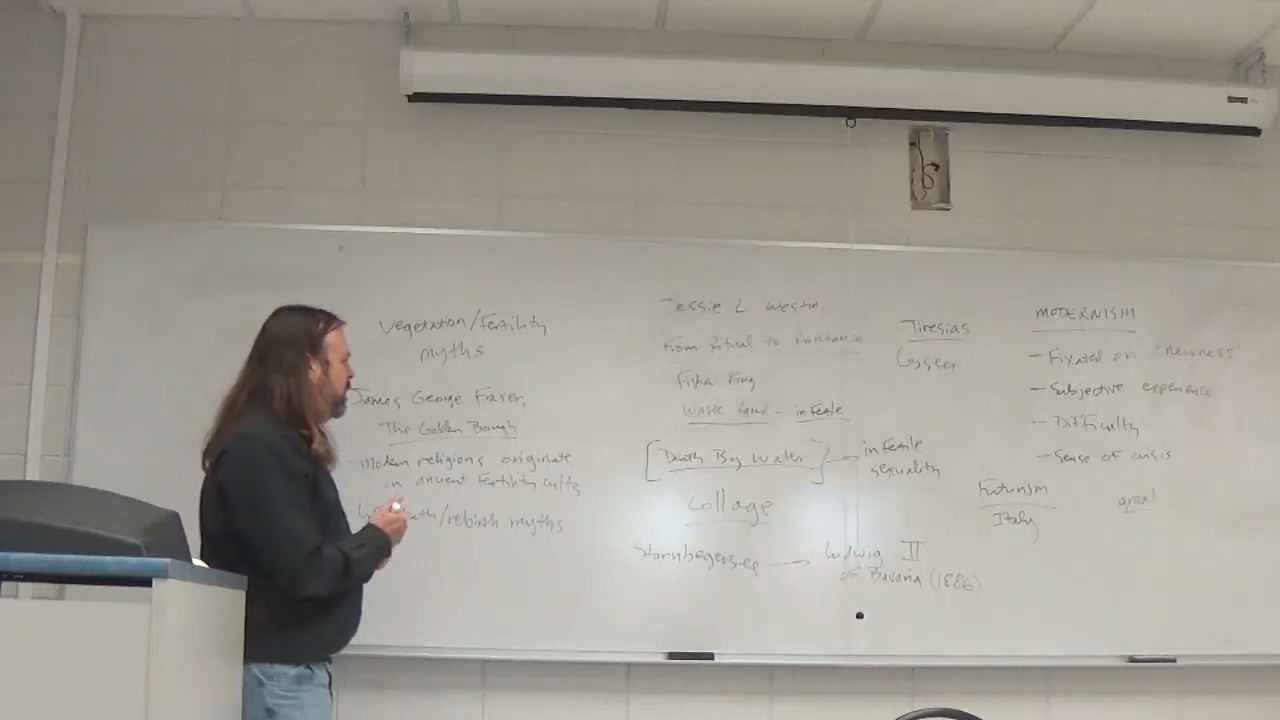 Vegetation/Fertility
myths
James George Fraser,
The Golden Bough
Modern religions originate
in ancient fertility cults
/rebirth myths
Jessie L Weston,
From Ritual to Romance
Fisher King
Waste Land - infertile
[Death By Water] - infertile
sexuality
Collage
Starnbergersee → Ludwig II
of Bavaria (1886)
Tiresias
MODERNISM
- Fixated on 'newness'
- Subjective experience
- Difficulty
- Sense of crisis
Futurism
Italy
grail